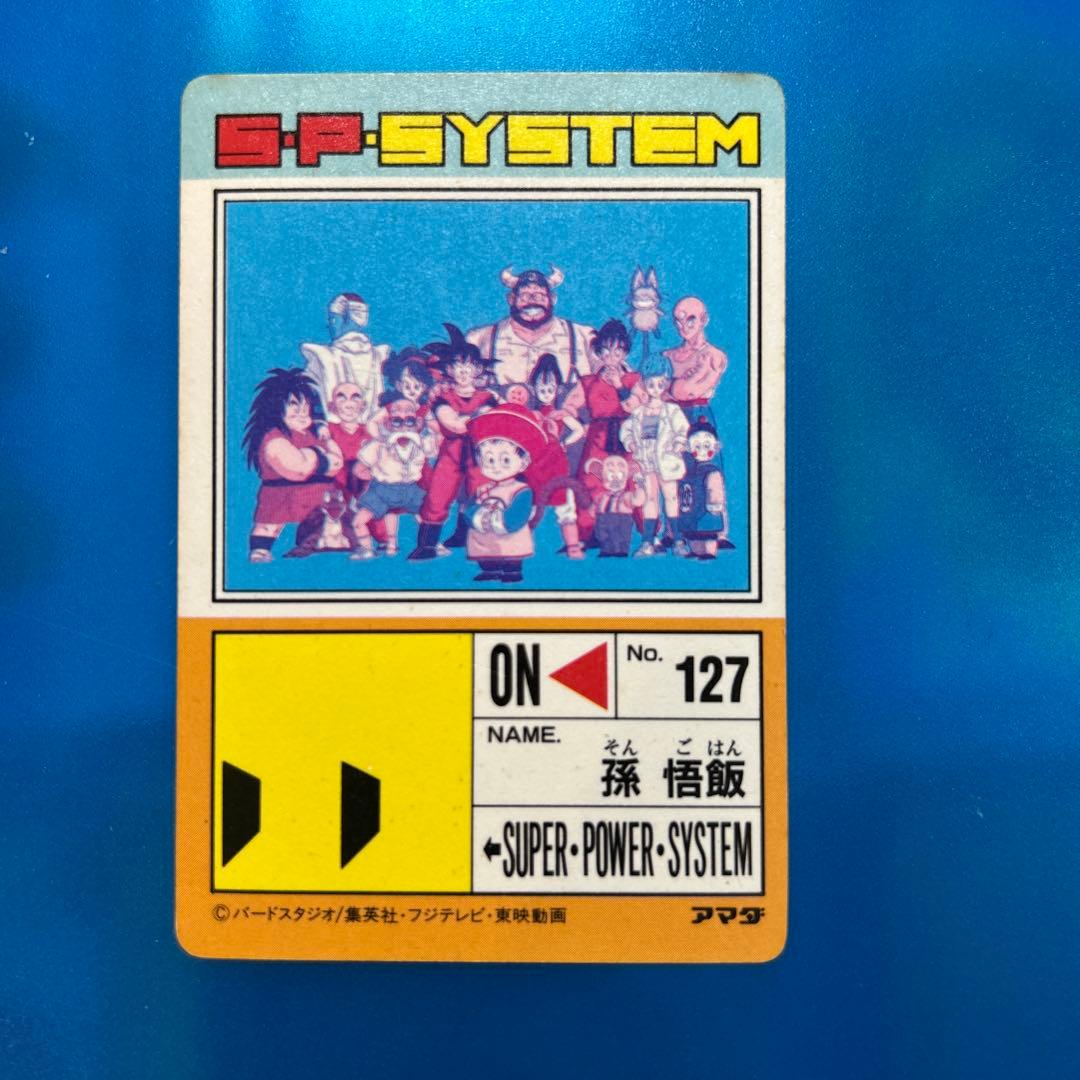 S・P・SYSTEM
ON
No. 127
NAME.
そん ご はん
孫 悟飯
SUPER・POWER・SYSTEM
©バードスタジオ/集英社・フジテレビ・東映動画
アマダ